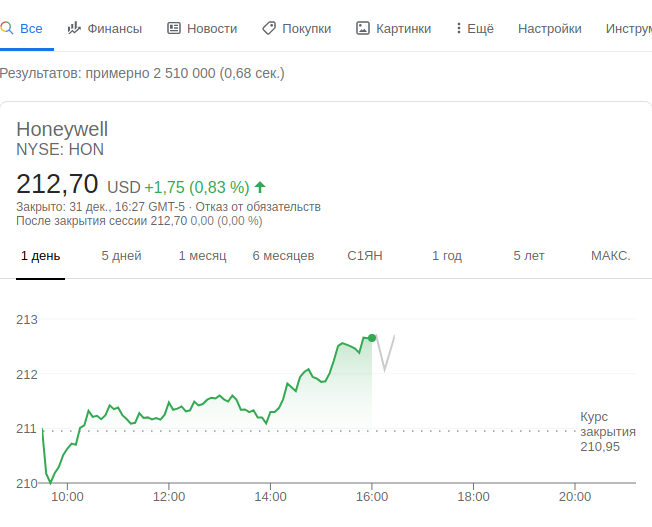 Все Финансы Новости Покупки Картинки Ещё Настройки Инструм
Результатов: примерно 2 510 000 (0,68 сек.)
Honeywell
NYSE: HON
212,70 USD +1,75 (0,83 %)
Закрыто: 31 дек., 16:27 GMT-5 · Отказ от обязательств
После закрытия сессии 212,70 0,00 (0,00 %)
1 день 5 дней 1 месяц 6 месяцев С1ЯН 1 год 5 лет МАКС.
213
212
211
Курс
закрытия
210,95
210
10:00 12:00 14:00 16:00 18:00 20:00